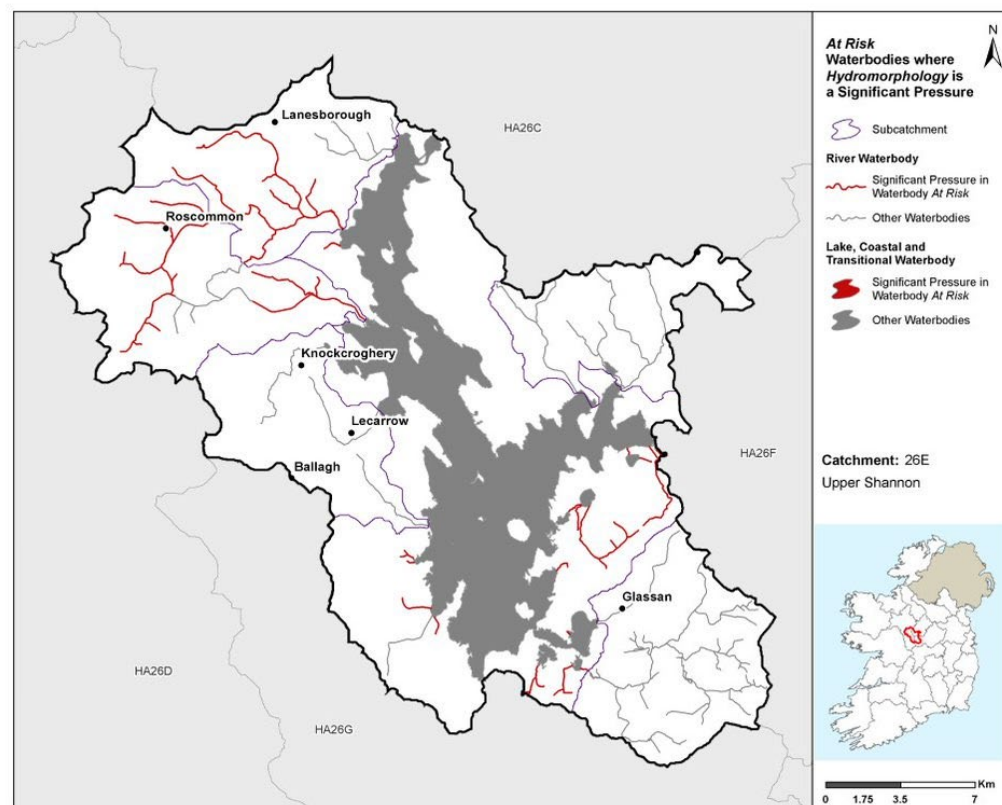 Lanesborough
HA26C
Roscommon
Knockcroghery
Lecarrow
HA26F
Ballagh
Glassan
HA26D
HA26G
N
At Risk
Waterbodies where
Hydromorphology is
a Significant Pressure
Subcatchment
River Waterbody
Significant Pressure in
Waterbody At Risk
Other Waterbodies
Lake, Coastal and
Transitional Waterbody
Significant Pressure in
Waterbody At Risk
Other Waterbodies
Catchment: 26E
Upper Shannon
Km
0 1.75 3.5 7